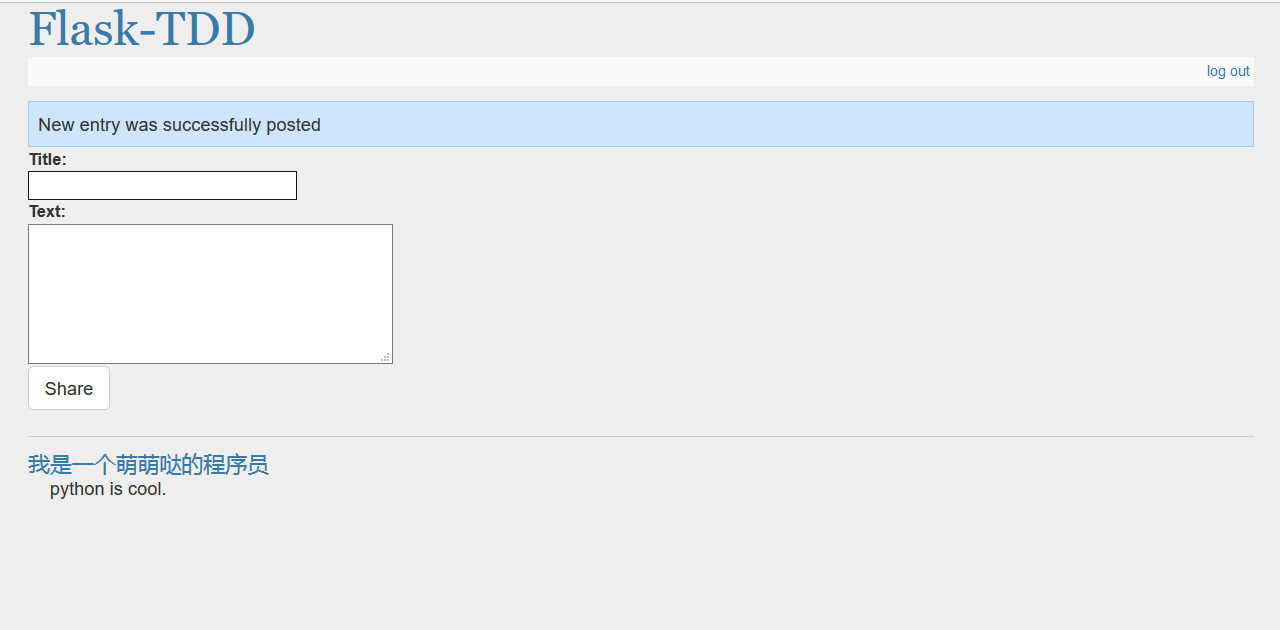 Flask-TDD
log out
New entry was successfully posted
Title:
Text:
Share
我是一个萌萌哒的程序员
python is cool.